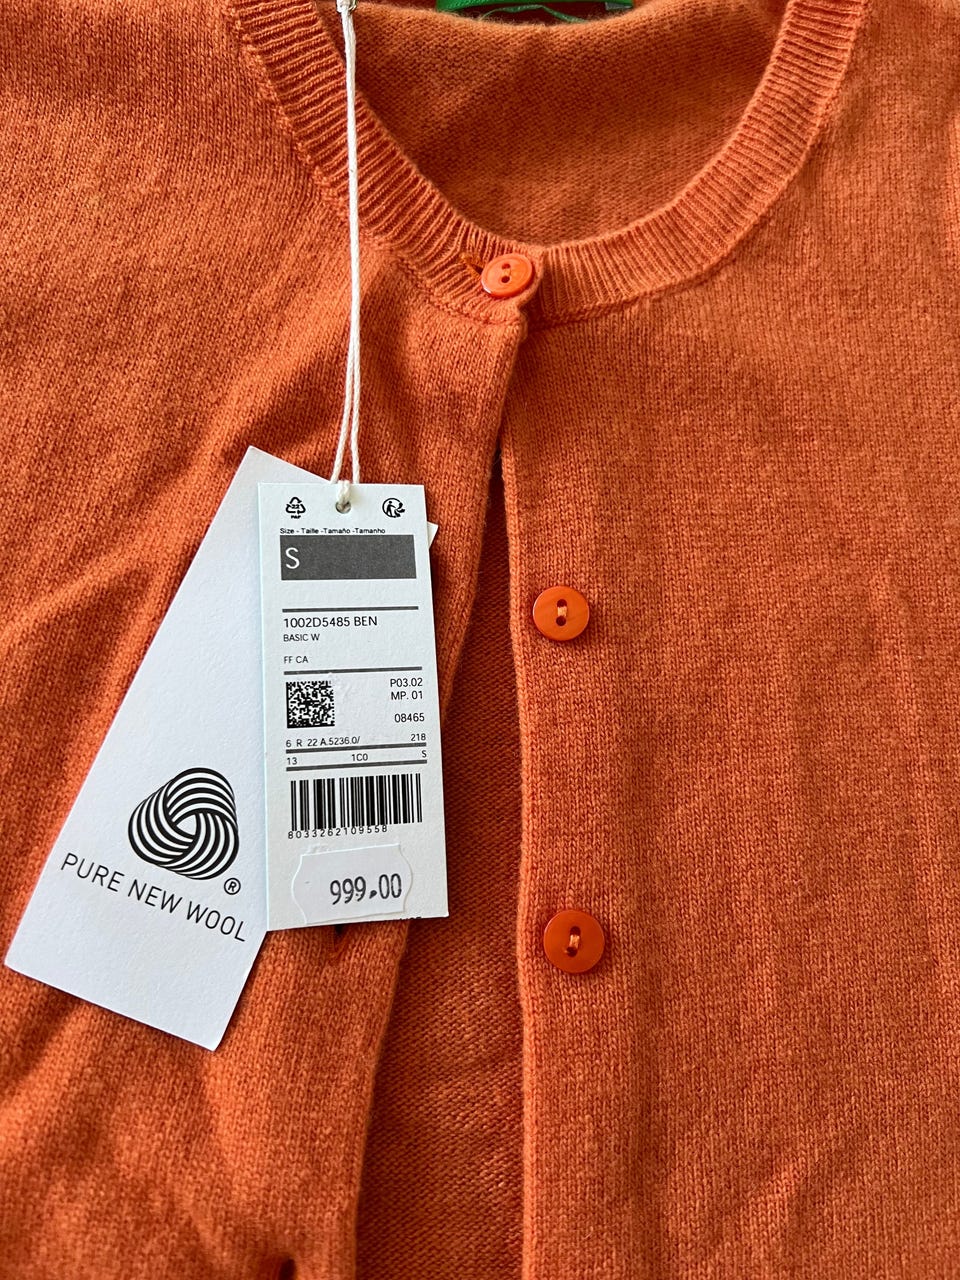 PAP
Size - Taille -Tamaño -Tamanho
S
1002D5485 BEN
BASIC W
FF CA
P03.02
MP. 01
08465
6 R 22 A.5236.0/ 218
13 1C0 S
8033262109558
999.00
PURE NEW WOOL
®